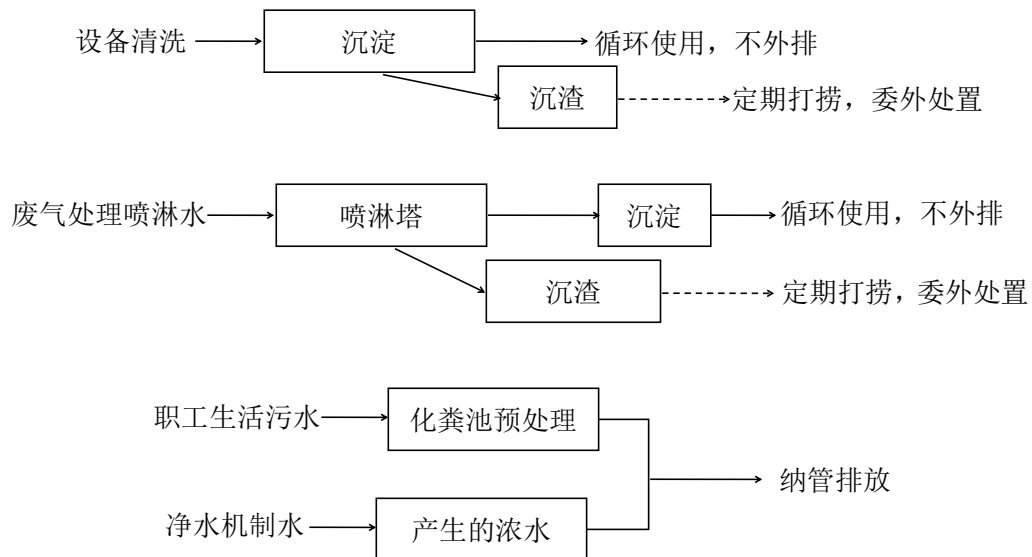 设备清洗
沉淀
循环使用，不外排
沉渣
定期打捞，委外处置
废气处理喷淋水
喷淋塔
沉淀
循环使用，不外排
沉渣
定期打捞，委外处置
职工生活污水
化粪池预处理
纳管排放
净水机制水
产生的浓水